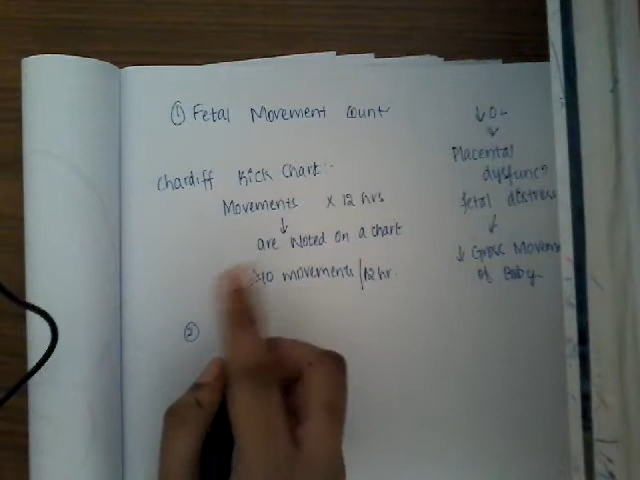 ① Fetal Movement Count
Chardiff Kick Chart:-
Movements x 12 hrs
↓
are Noted on a chart
10 movements/12 hr.
②
↓ O₂
↓
Placental
dysfunc?
fetal distress
↓
↓ Gross Movem
of Baby